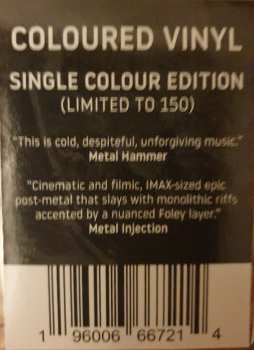 COLOURED VINYL
SINGLE COLOUR EDITION
(LIMITED TO 150)
"This is cold, despiteful, unforgiving music."
Metal Hammer
"Cinematic and filmic, IMAX-sized epic
post-metal that slays with monolithic riffs
accented by a nuanced Foley layer."
Metal Injection
1 96006 66721 4